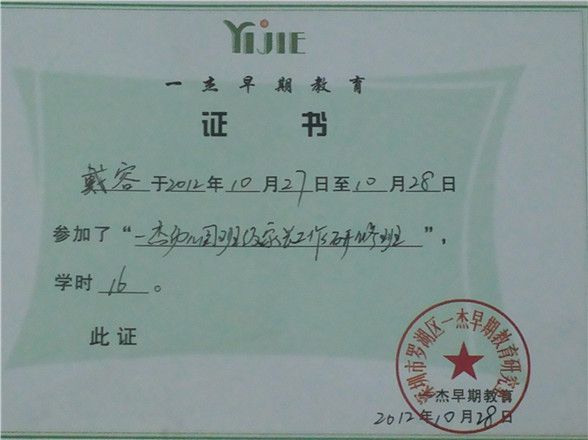 YIJIE
一杰早期教育
证书
戴容于2012年10月27日至10月28日
参加了“一杰幼儿园班级家长工作研修班”，
学时16。
此证
深圳市罗湖区一杰早期教育研究
一杰早期教育
2012年10月28日